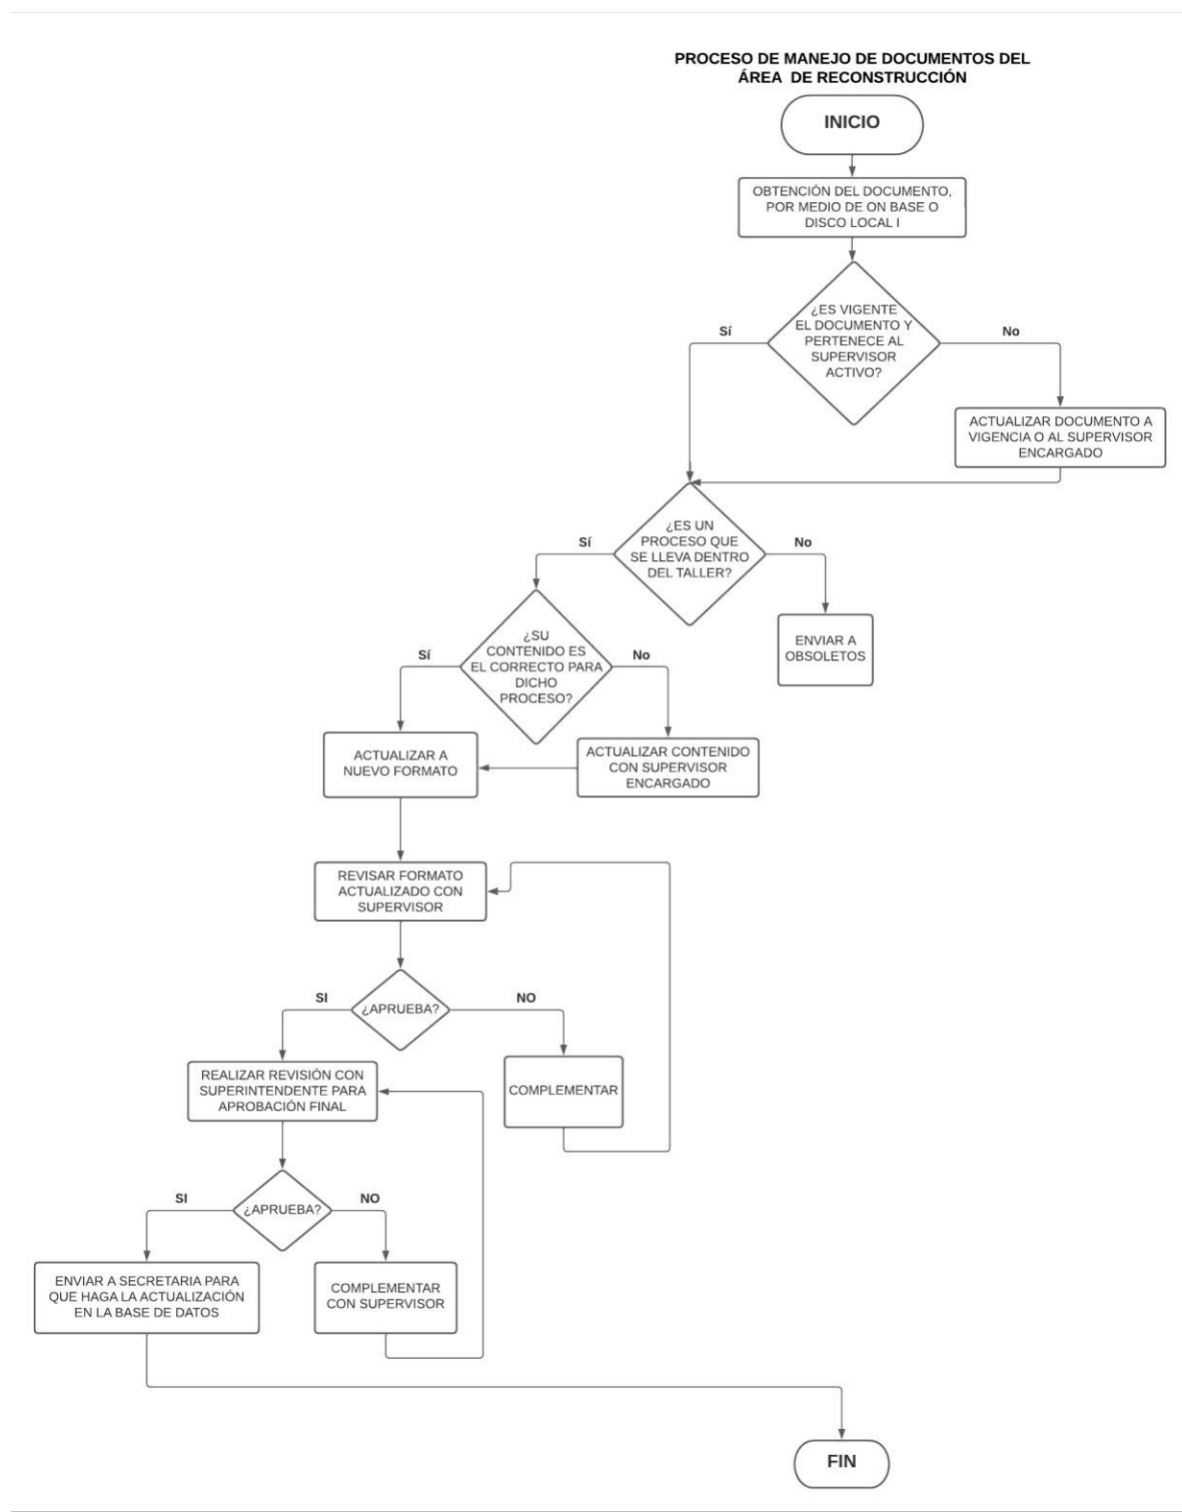 PROCESO DE MANEJO DE DOCUMENTOS DEL
ÁREA DE RECONSTRUCCIÓN
INICIO
OBTENCIÓN DEL DOCUMENTO,
POR MEDIO DE ON BASE O
DISCO LOCAL I
¿ES VIGENTE
EL DOCUMENTO Y
PERTENECE AL
SUPERVISOR
ACTIVO?
Sí
No
ACTUALIZAR DOCUMENTO A
VIGENCIA O AL SUPERVISOR
ENCARGADO
¿ES UN
PROCESO QUE
SE LLEVA DENTRO
DEL TALLER?
Sí
No
ENVIAR A
OBSOLETOS
¿SU
CONTENIDO ES
EL CORRECTO PARA
DICHO
PROCESO?
Sí
No
ACTUALIZAR A
NUEVO FORMATO
ACTUALIZAR CONTENIDO
CON SUPERVISOR
ENCARGADO
REVISAR FORMATO
ACTUALIZADO CON
SUPERVISOR
¿APRUEBA?
SI
NO
REALIZAR REVISIÓN CON
SUPERINTENDENTE PARA
APROBACIÓN FINAL
COMPLEMENTAR
¿APRUEBA?
SI
NO
ENVIAR A SECRETARIA PARA
QUE HAGA LA ACTUALIZACIÓN
EN LA BASE DE DATOS
COMPLEMENTAR
CON SUPERVISOR
FIN